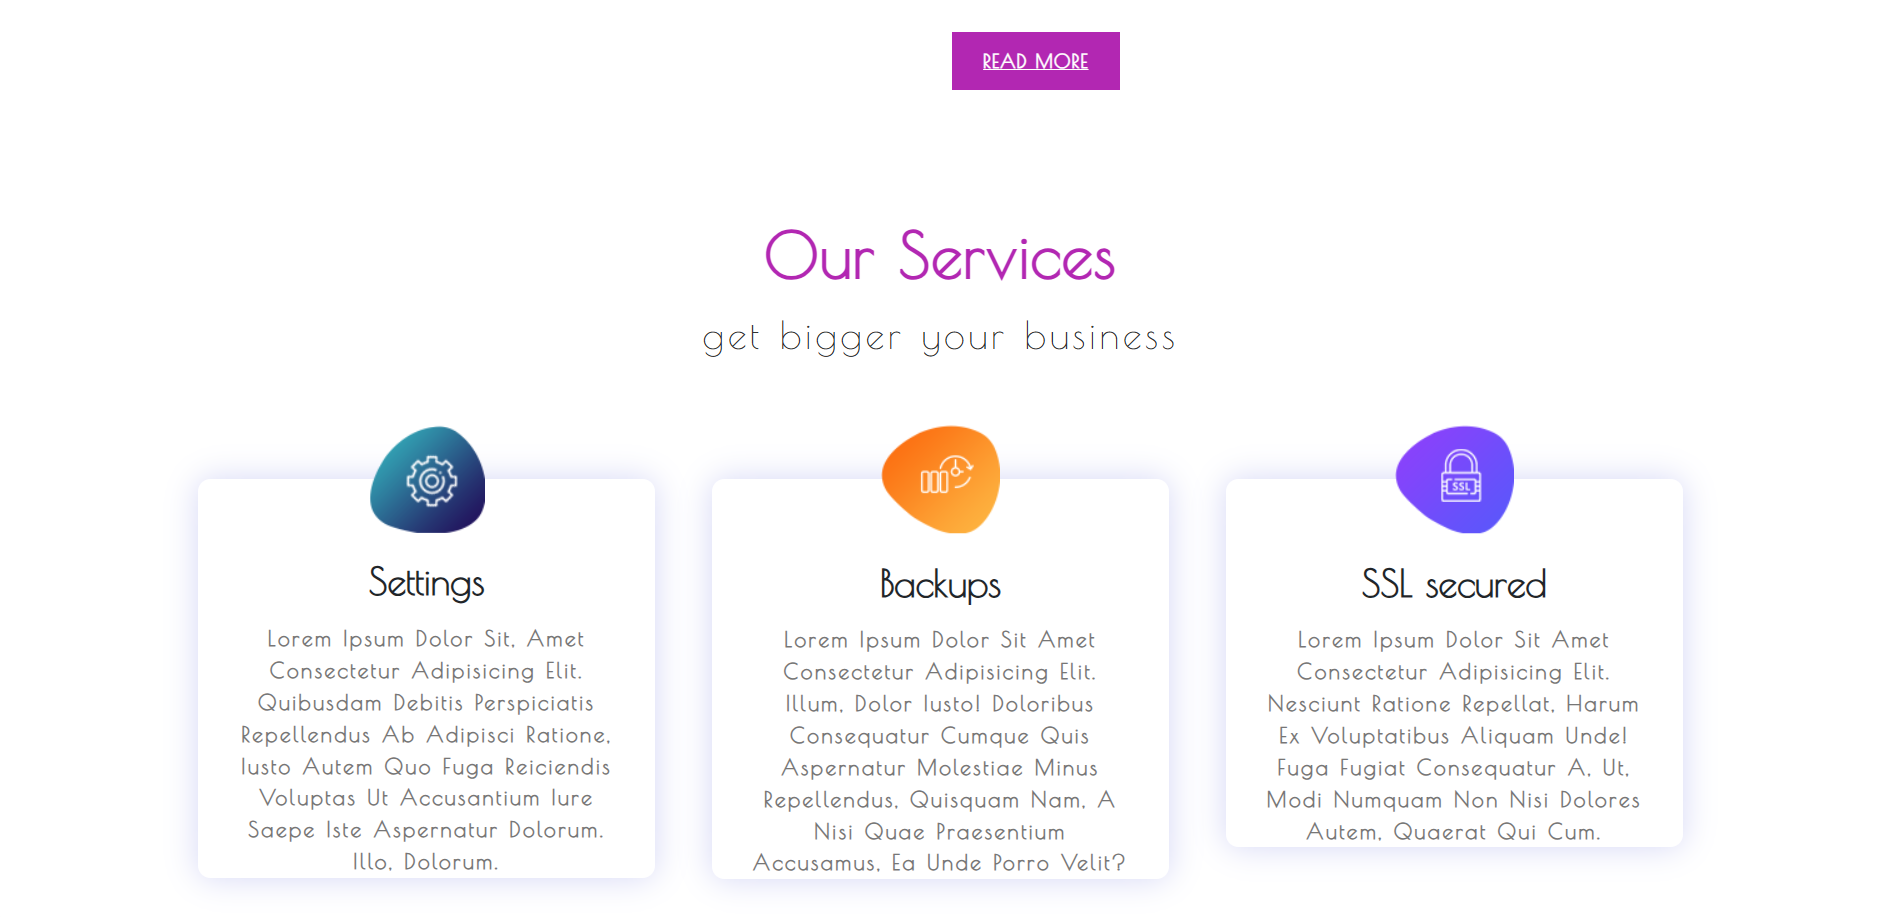 READ MORE
Our Services
get bigger your business
Settings
Lorem Ipsum Dolor Sit, Amet
Consectetur Adipisicing Elit.
Quibusdam Debitis Perspiciatis
Repellendus Ab Adipisci Ratione,
Iusto Autem Quo Fuga Reiciendis
Voluptas Ut Accusantium Iure
Saepe Iste Aspernatur Dolorum.
Illo, Dolorum.
Backups
Lorem Ipsum Dolor Sit Amet
Consectetur Adipisicing Elit.
Illum, Dolor Iusto! Doloribus
Consequatur Cumque Quis
Aspernatur Molestiae Minus
Repellendus, Quisquam Nam, A
Nisi Quae Praesentium
Accusamus, Ea Unde Porro Velit?
SSL
SSL secured
Lorem Ipsum Dolor Sit Amet
Consectetur Adipisicing Elit.
Nesciunt Ratione Repellat, Harum
Ex Voluptatibus Aliquam Unde!
Fuga Fugiat Consequatur A, Ut,
Modi Numquam Non Nisi Dolores
Autem, Quaerat Qui Cum.